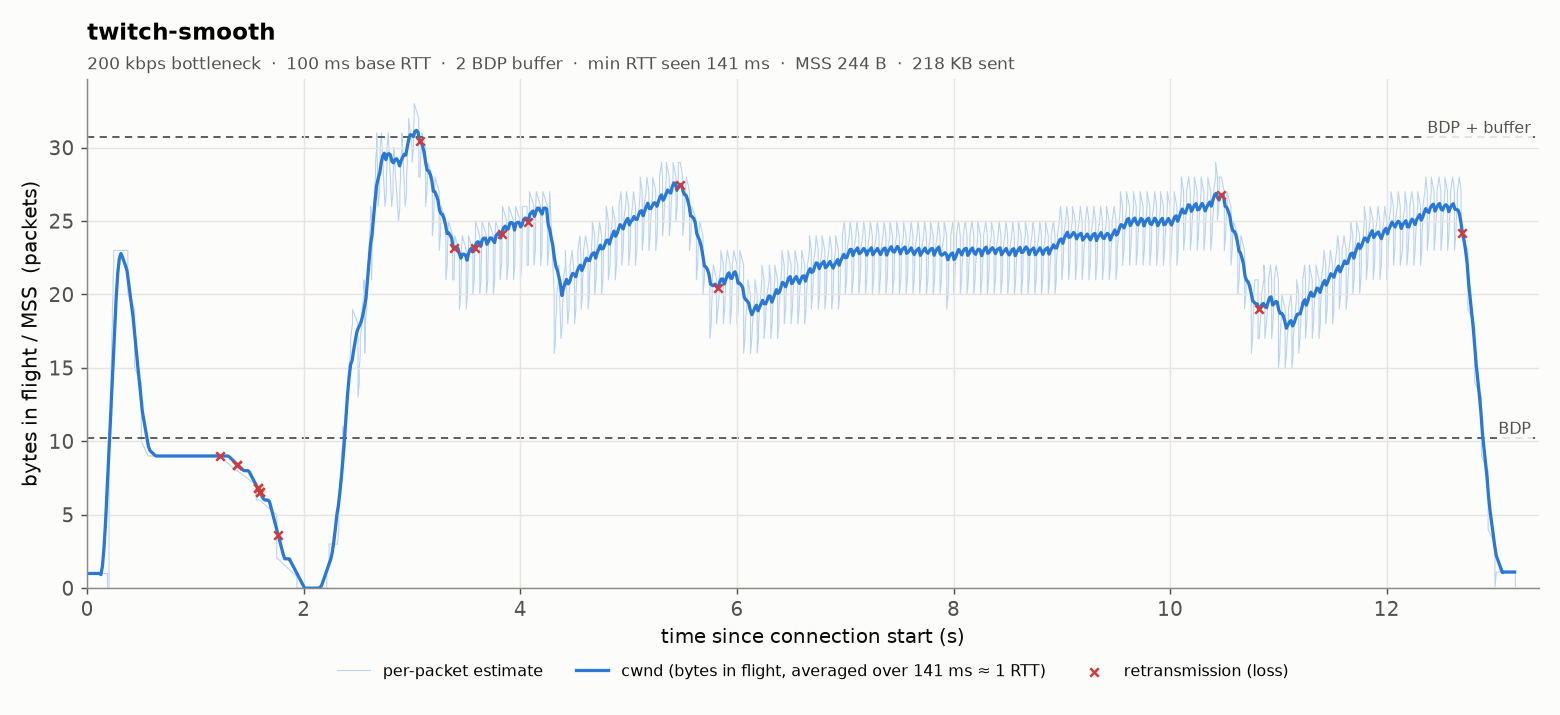 twitch-smooth
200 kbps bottleneck · 100 ms base RTT · 2 BDP buffer · min RTT seen 141 ms · MSS 244 B · 218 KB sent
BDP + buffer
BDP
bytes in flight / MSS (packets)
30
25
20
15
10
5
0
0 2 4 6 8 10 12
time since connection start (s)
per-packet estimate cwnd (bytes in flight, averaged over 141 ms ≈ 1 RTT) retransmission (loss)